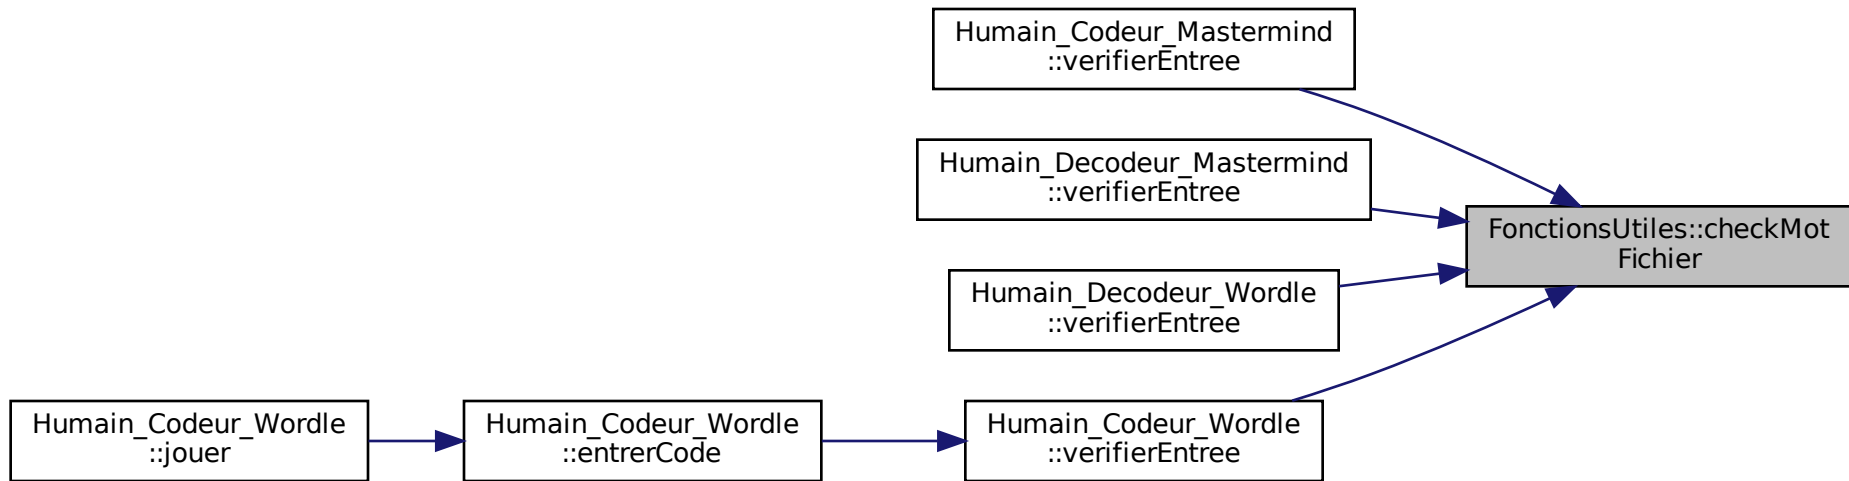 Humain_Codeur_Mastermind
::verifierEntree
Humain_Decodeur_Mastermind
::verifierEntree
FonctionsUtiles::checkMot
Fichier
Humain_Decodeur_Wordle
::verifierEntree
Humain_Codeur_Wordle
::jouer
Humain_Codeur_Wordle
::entrerCode
Humain_Codeur_Wordle
::verifierEntree